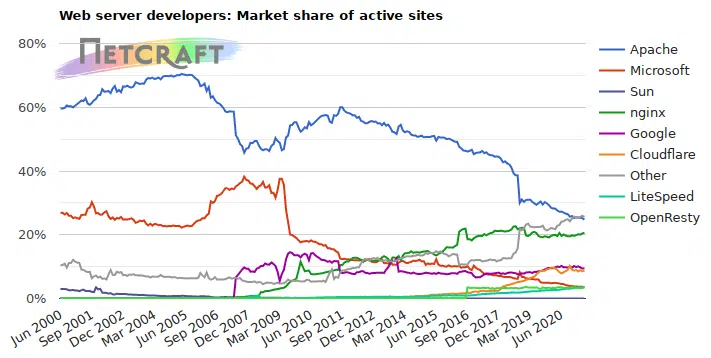 Web server developers: Market share of active sites
NETCRAFT
80%
60%
40%
20%
0%
Jun 2000
Sep 2001
Dec 2002
Mar 2004
Jun 2005
Sep 2006
Dec 2007
Mar 2009
Jun 2010
Sep 2011
Dec 2012
Mar 2014
Jun 2015
Sep 2016
Dec 2017
Mar 2019
Jun 2020
Apache
Microsoft
Sun
nginx
Google
Cloudflare
Other
LiteSpeed
OpenResty